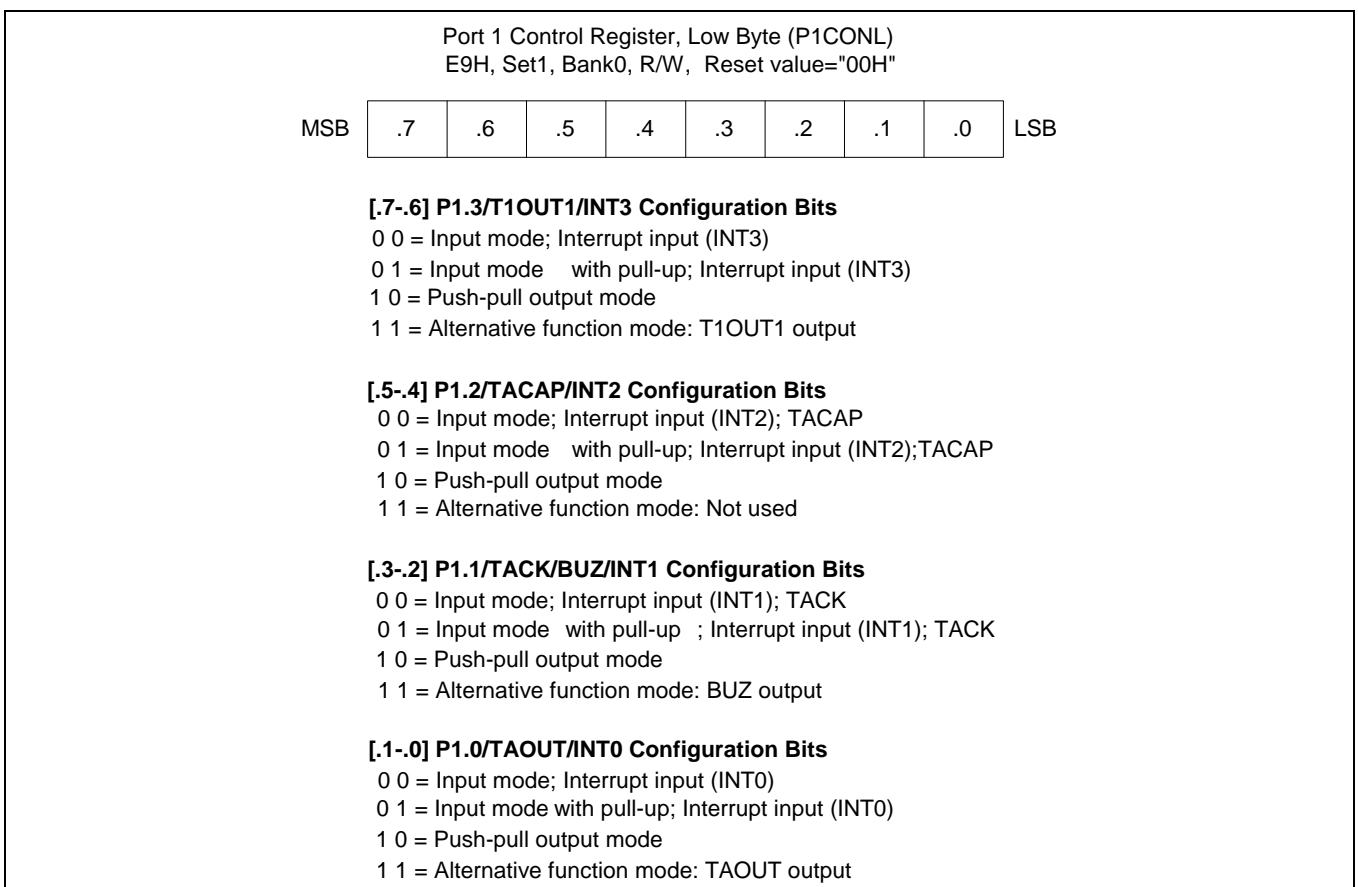 Port 1 Control Register, Low Byte (P1CONL)
E9H, Set1, Bank0, R/W, Reset value="00H"
MSB .7 .6 .5 .4 .3 .2 .1 .0 LSB
[.7-.6] P1.3/T1OUT1/INT3 Configuration Bits
0 0 = Input mode; Interrupt input (INT3)
0 1 = Input mode with pull-up; Interrupt input (INT3)
1 0 = Push-pull output mode
1 1 = Alternative function mode: T1OUT1 output
[.5-.4] P1.2/TACAP/INT2 Configuration Bits
0 0 = Input mode; Interrupt input (INT2); TACAP
0 1 = Input mode with pull-up; Interrupt input (INT2);TACAP
1 0 = Push-pull output mode
1 1 = Alternative function mode: Not used
[.3-.2] P1.1/TACK/BUZ/INT1 Configuration Bits
0 0 = Input mode; Interrupt input (INT1); TACK
0 1 = Input mode with pull-up ; Interrupt input (INT1); TACK
1 0 = Push-pull output mode
1 1 = Alternative function mode: BUZ output
[.1-.0] P1.0/TAOUT/INT0 Configuration Bits
0 0 = Input mode; Interrupt input (INT0)
0 1 = Input mode with pull-up; Interrupt input (INT0)
1 0 = Push-pull output mode
1 1 = Alternative function mode: TAOUT output